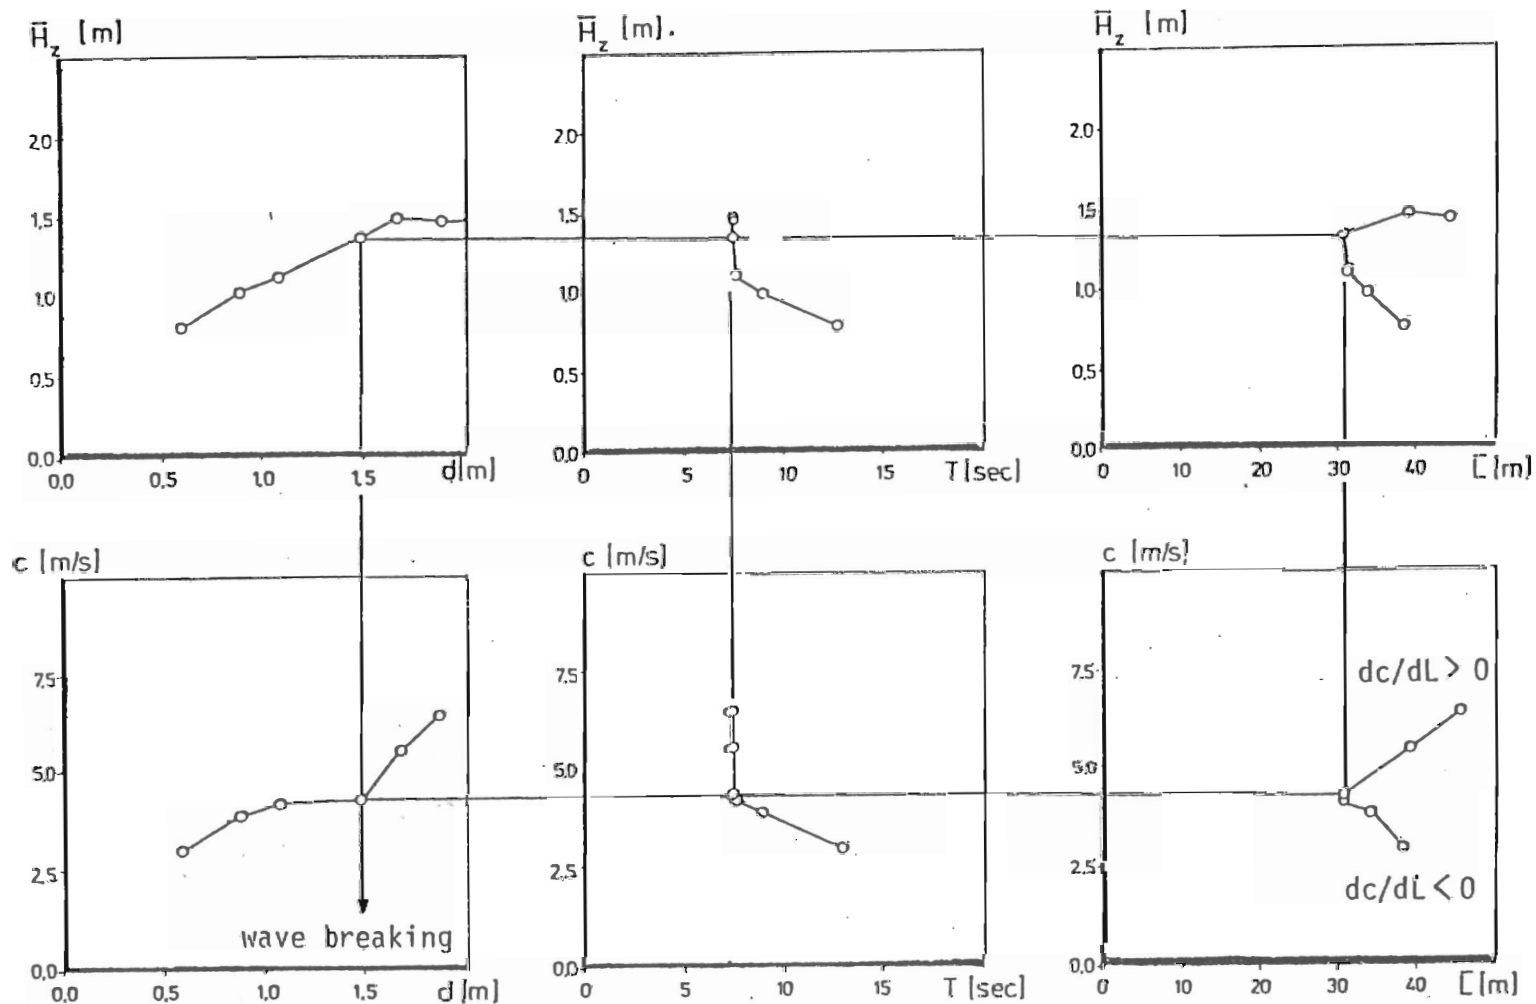 H̄z [m]
2.0
1.5
1.0
0.5
0.0
0.0 0.5 1.0 1.5 d[m]
H̄z [m].
2.0
1.5
1.0
0.5
0.0
0 5 10 15 T[sec]
H̄z [m]
2.0
1.5
1.0
0.5
0.0
0 10 20 30 40 L̄[m]
c [m/s]
7.5
5.0
2.5
0.0
wave breaking
0.0 0.5 1.0 1.5 d[m]
c [m/s]
7.5
5.0
2.5
0.0
0 5 10 15 T[sec]
c [m/s]
7.5
5.0
2.5
0.0
dc/dL > 0
dc/dL < 0
0 10 20 30 40 L̄[m]